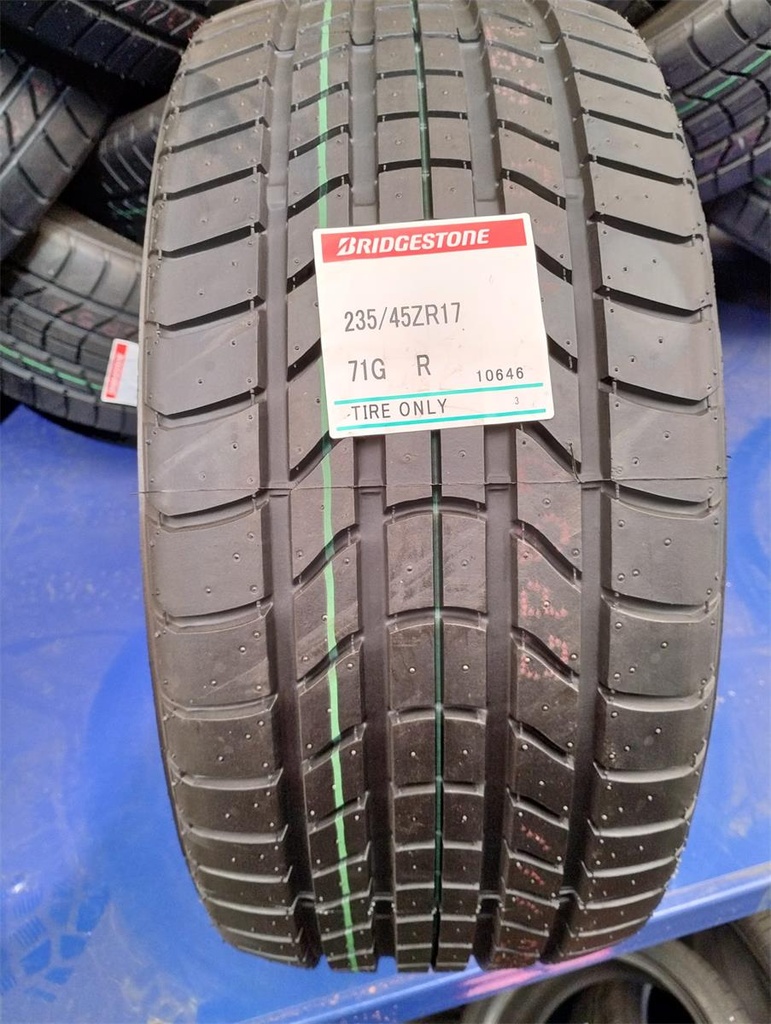 BRIDGESTONE
235/45ZR17
71G R 10646
TIRE ONLY 3